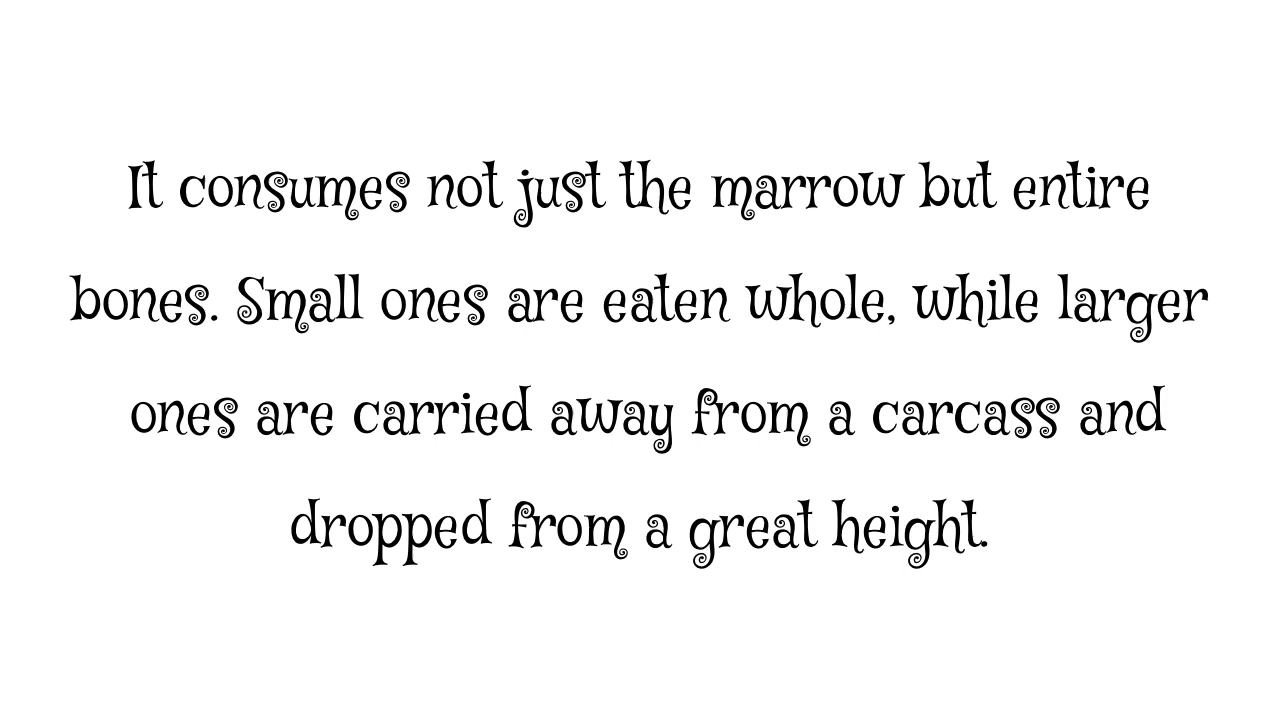 It consumes not just the marrow but entire
bones. Small ones are eaten whole, while larger
ones are carried away from a carcass and
dropped from a great height.